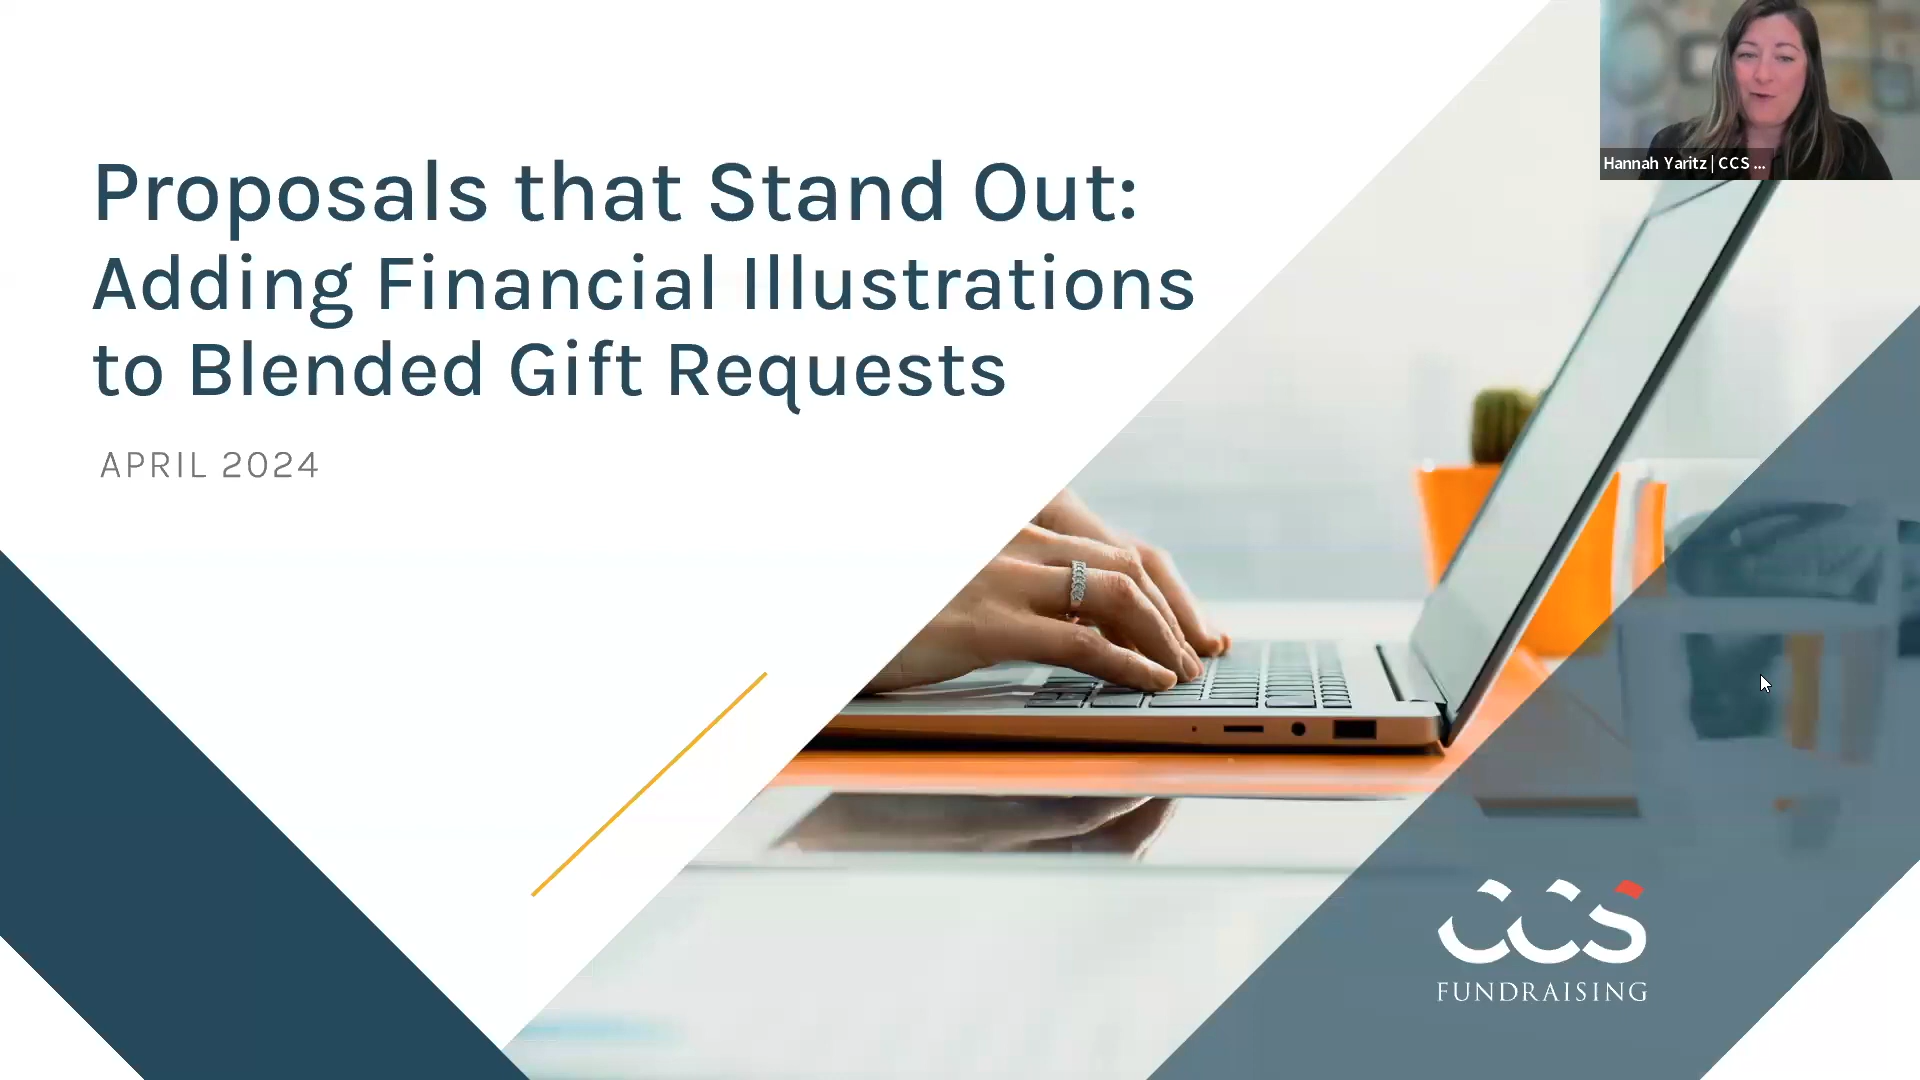 Proposals that Stand Out:
Adding Financial Illustrations
to Blended Gift Requests
APRIL 2024
Hannah Yaritz | CCS ...
CCS
FUNDRAISING